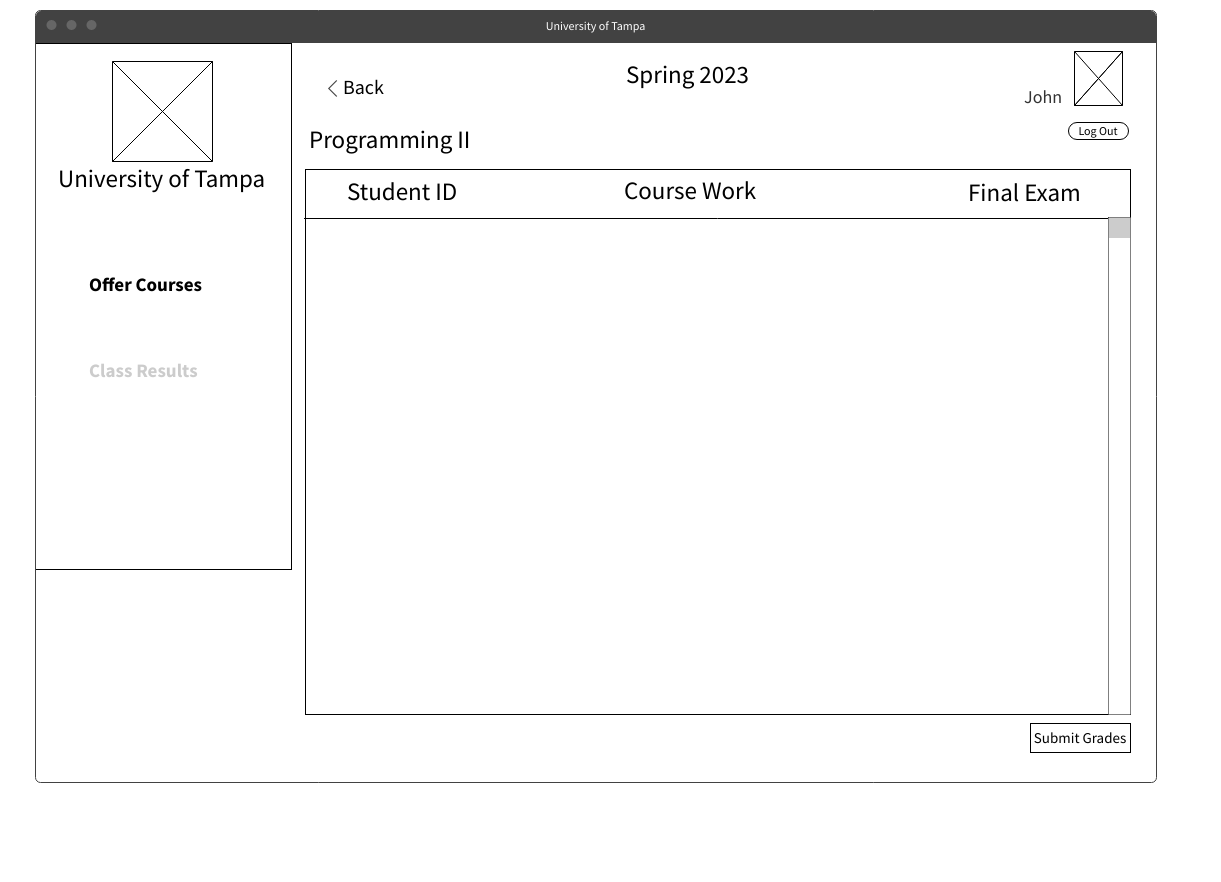 University of Tampa
Spring 2023
Back
John
Log Out
Programming II
University of Tampa
Student ID
Course Work
Final Exam
Offer Courses
Class Results
Submit Grades